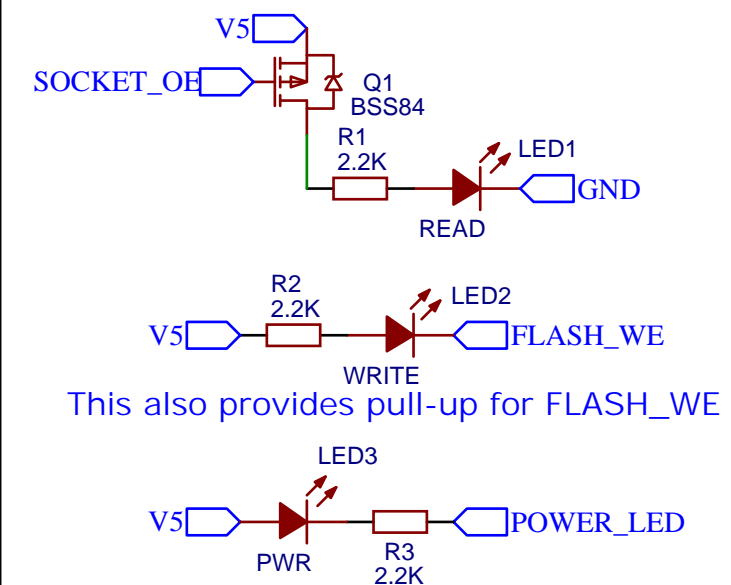 V5
SOCKET_OE
Q1
BSS84
R1
2.2K
LED1
GND
READ
R2
2.2K
LED2
V5
FLASH_WE
WRITE
This also provides pull-up for FLASH_WE
LED3
V5
POWER_LED
PWR
R3
2.2K